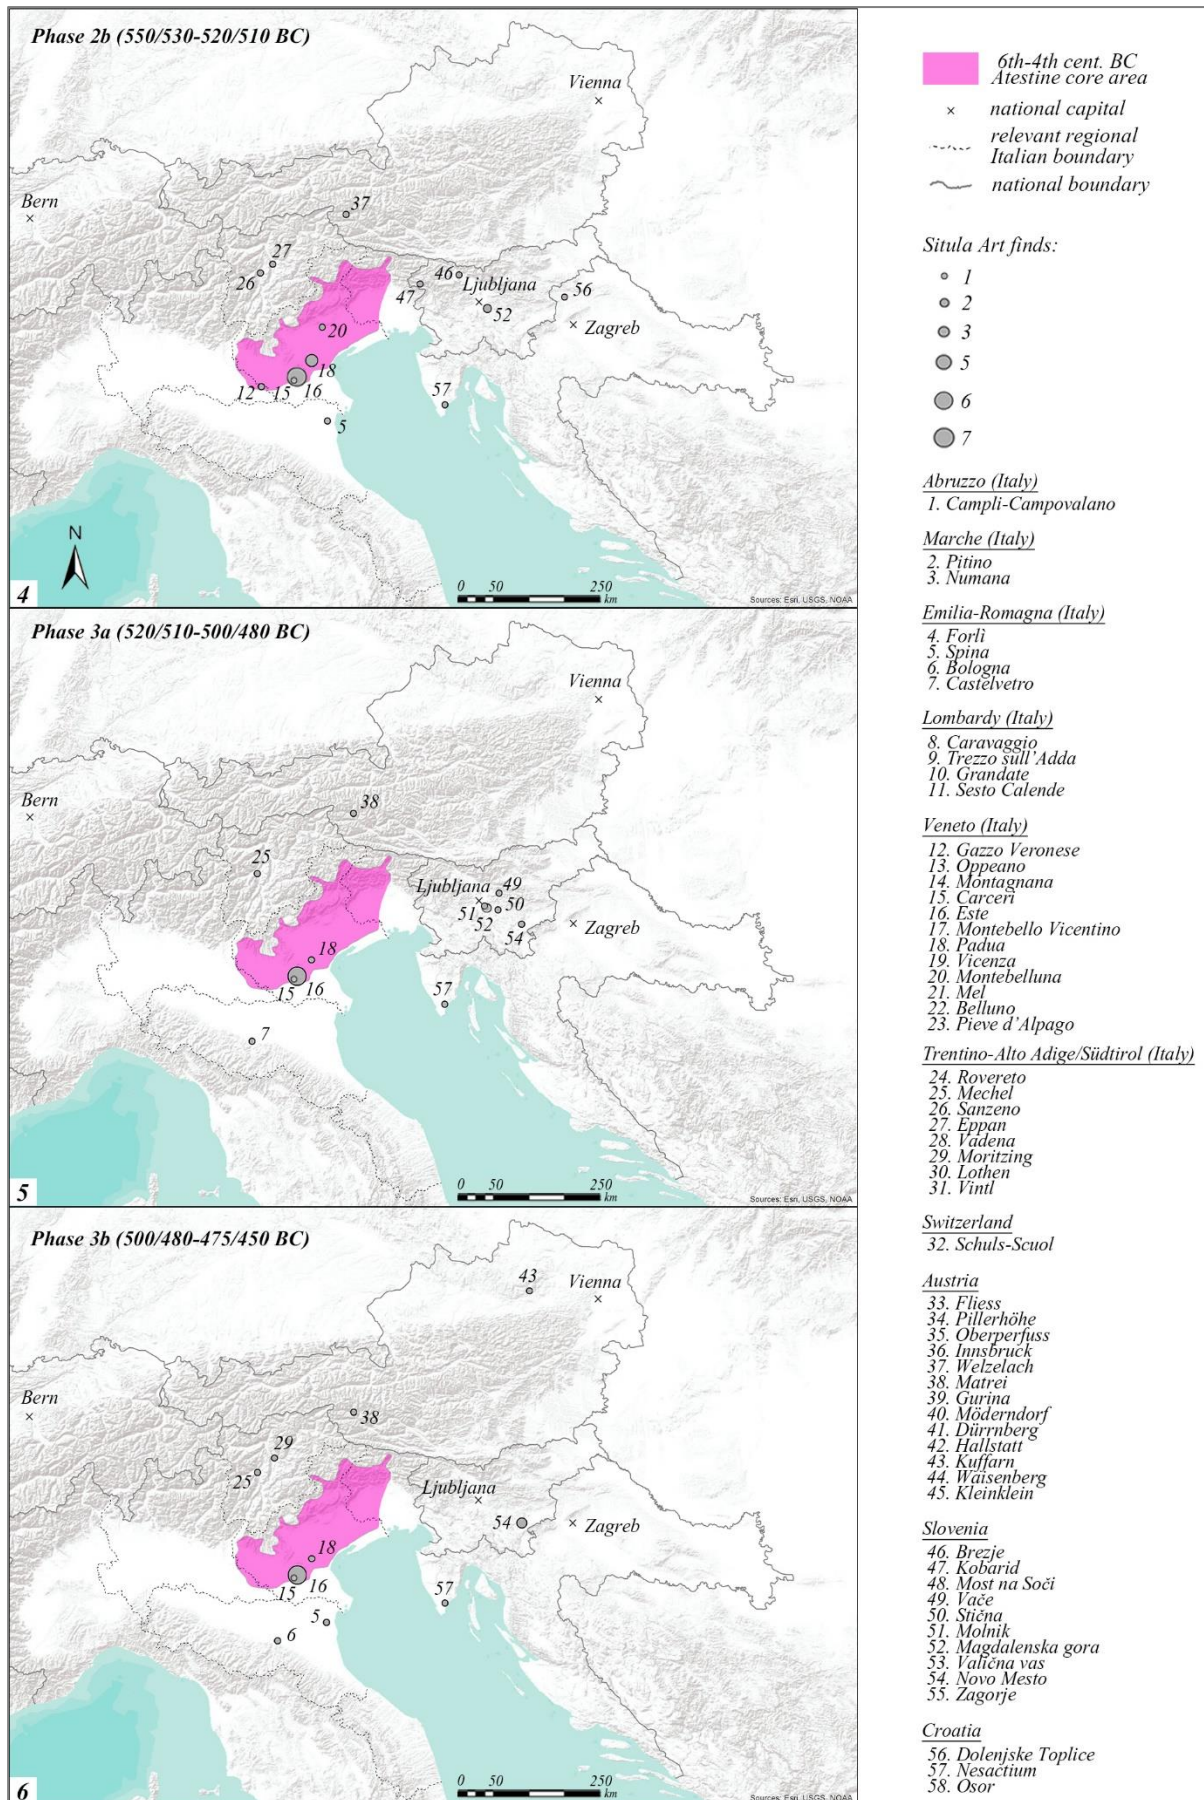 Phase 2b (550/530-520/510 BC)
Vienna
Bern
37
27
26
46
Ljubljana
47
52
56
Zagreb
20
18
12
15
16
57
5
N
0 50 250
km
4
Sources: Esri, USGS, NOAA
Phase 3a (520/510-500/480 BC)
Vienna
Bern
38
25
49
Ljubljana
51
50
52
54
Zagreb
18
15
16
57
7
0 50 250
km
5
Sources: Esri, USGS, NOAA
Phase 3b (500/480-475/450 BC)
43
Vienna
Bern
38
29
25
Ljubljana
54
Zagreb
18
15
16
57
5
6
0 50 250
km
6
Sources: Esri, USGS, NOAA
6th-4th cent. BC
Atestine core area
national capital
relevant regional
Italian boundary
national boundary
Situla Art finds:
1
2
3
5
6
7
Abruzzo (Italy)
1. Campli-Campovalano
Marche (Italy)
2. Pitino
3. Numana
Emilia-Romagna (Italy)
4. Forlì
5. Spina
6. Bologna
7. Castelvetro
Lombardy (Italy)
8. Caravaggio
9. Trezzo sull'Adda
10. Grandate
11. Sesto Calende
Veneto (Italy)
12. Gazzo Veronese
13. Oppeano
14. Montagnana
15. Carceri
16. Este
17. Montebello Vicentino
18. Padua
19. Vicenza
20. Montebelluna
21. Mel
22. Belluno
23. Pieve d'Alpago
Trentino-Alto Adige/Südtirol (Italy)
24. Rovereto
25. Mechel
26. Sanzeno
27. Eppan
28. Vadena
29. Moritzing
30. Lothen
31. Vintl
Switzerland
32. Schuls-Scuol
Austria
33. Fliess
34. Pillerhöhe
35. Oberperfuss
36. Innsbruck
37. Welzelach
38. Matrei
39. Gurina
40. Möderndorf
41. Dürrnberg
42. Hallstatt
43. Kuffarn
44. Waisenberg
45. Kleinklein
Slovenia
46. Brezje
47. Kobarid
48. Most na Soči
49. Vače
50. Stična
51. Molnik
52. Magdalenska gora
53. Valična vas
54. Novo Mesto
55. Zagorje
Croatia
56. Dolenjske Toplice
57. Nesactium
58. Osor